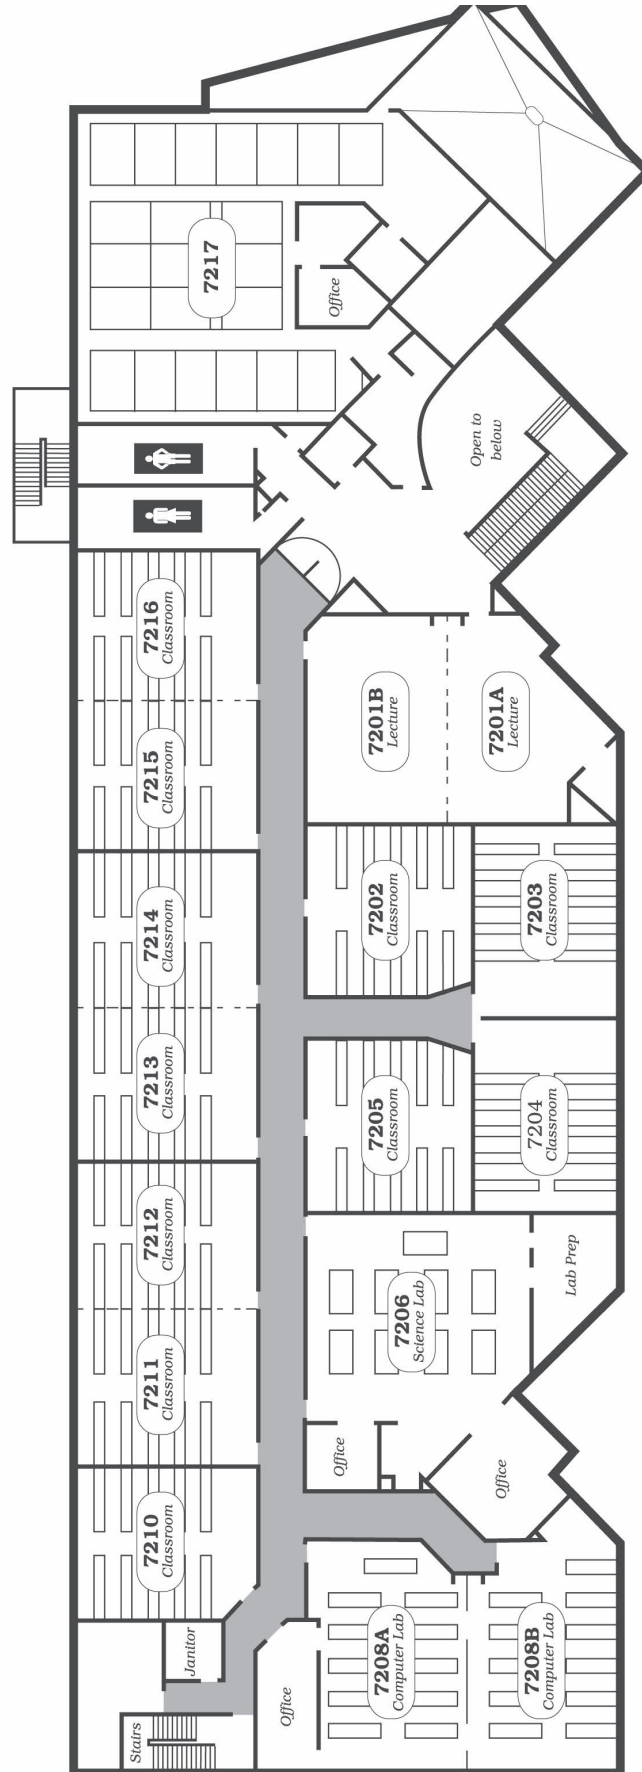 7217
Office
Open to
below
7216
Classroom
7215
Classroom
7201B
Lecture
7201A
Lecture
7214
Classroom
7202
Classroom
7203
Classroom
7213
Classroom
7205
Classroom
7204
Classroom
7212
Classroom
Lab Prep
7206
Science Lab
7211
Classroom
Office
Office
7210
Classroom
Janitor
7208A
Computer Lab
7208B
Computer Lab
Office
Stairs